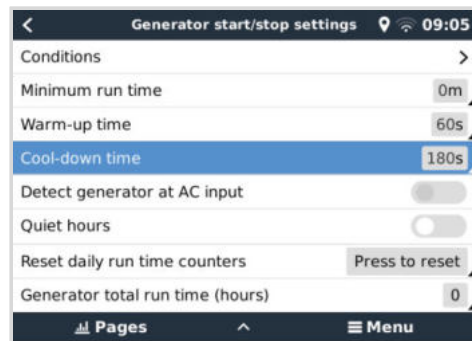 Generator start/stop settings 09:05
Conditions
Minimum run time 0m
Warm-up time 60s
Cool-down time 180s
Detect generator at AC input
Quiet hours
Reset daily run time counters Press to reset
Generator total run time (hours) 0
Pages Menu